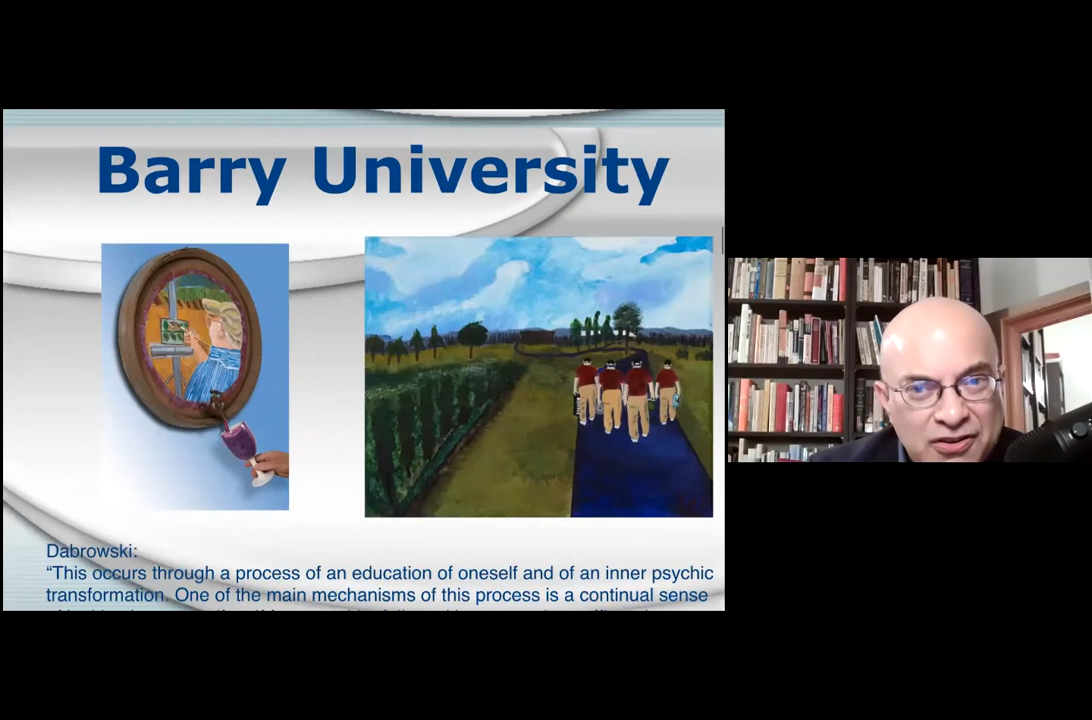 Barry University
Dabrowski:
“This occurs through a process of an education of oneself and of an inner psychic
transformation. One of the main mechanisms of this process is a continual sense